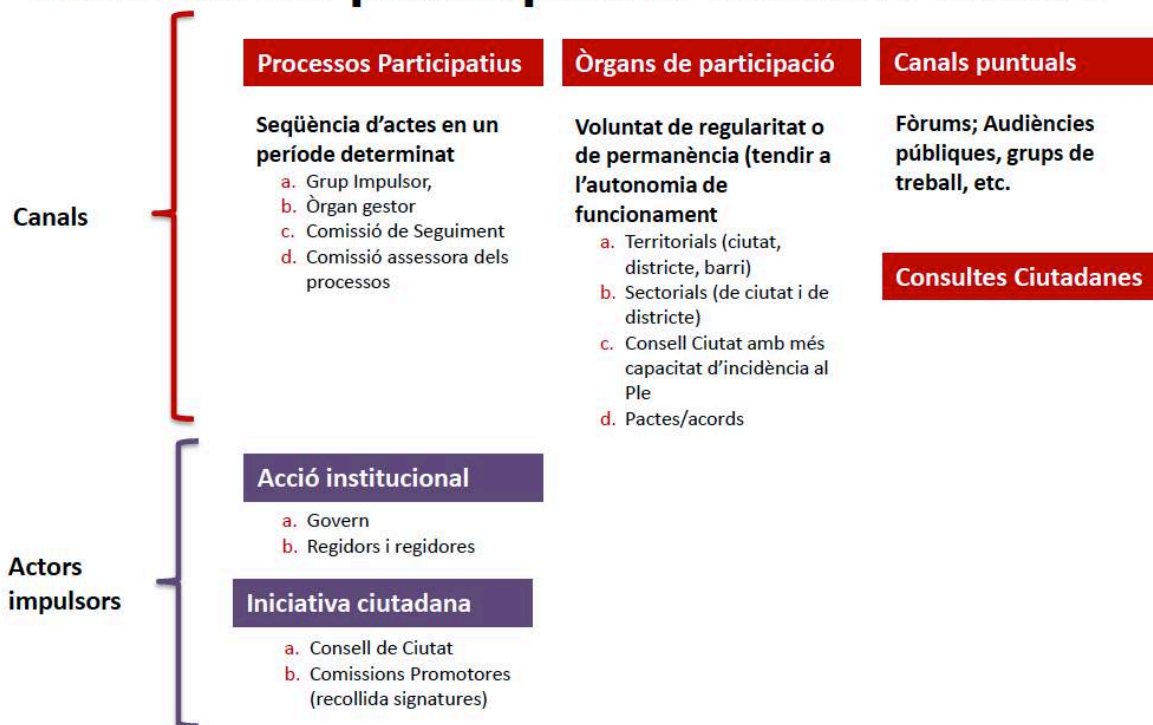 Canals
Processos Participatius
Seqüència d'actes en un
període determinat
a. Grup Impulsor,
b. Òrgan gestor
c. Comissió de Seguiment
d. Comissió assessora dels
processos
Òrgans de participació
Voluntat de regularitat o
de permanència (tendir a
l'autonomia de
funcionament
a. Territorials (ciutat,
districte, barri)
b. Sectorials (de ciutat i de
districte)
c. Consell Ciutat amb més
capacitat d'incidència al
Ple
d. Pactes/acords
Canals puntuals
Fòrums; Audiències
públiques, grups de
treball, etc.
Consultes Ciutadanes
Actors
impulsors
Acció institucional
a. Govern
b. Regidors i regidores
Iniciativa ciutadana
a. Consell de Ciutat
b. Comissions Promotores
(recollida signatures)